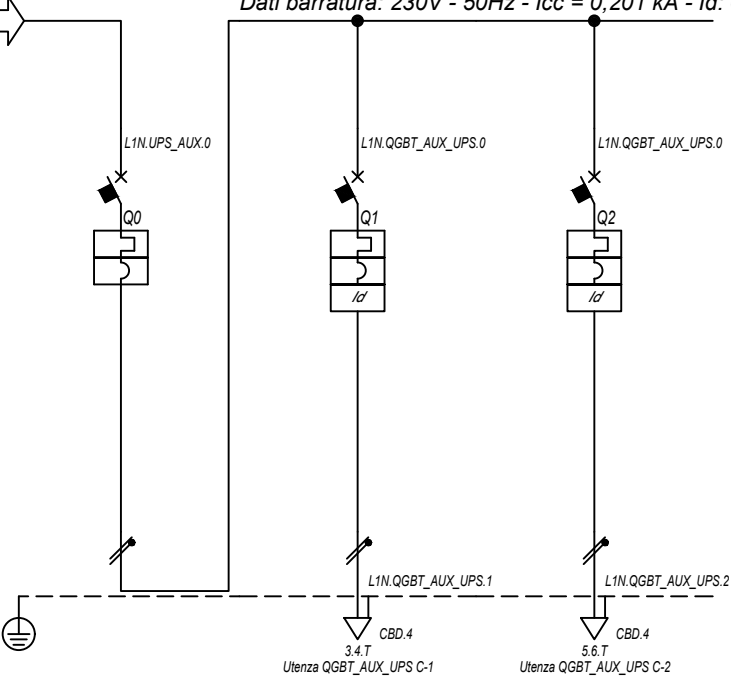 Dati barratura: 230V - 50Hz - Icc = 0,201 kA - Id:
L1N.UPS_AUX.0
L1N.QGBT_AUX_UPS.0
L1N.QGBT_AUX_UPS.0
Q0
Q1
Q2
Id
Id
L1N.QGBT_AUX_UPS.1
L1N.QGBT_AUX_UPS.2
CBD.4
CBD.4
3.4.T
5.6.T
Utenza QGBT_AUX_UPS C-1
Utenza QGBT_AUX_UPS C-2